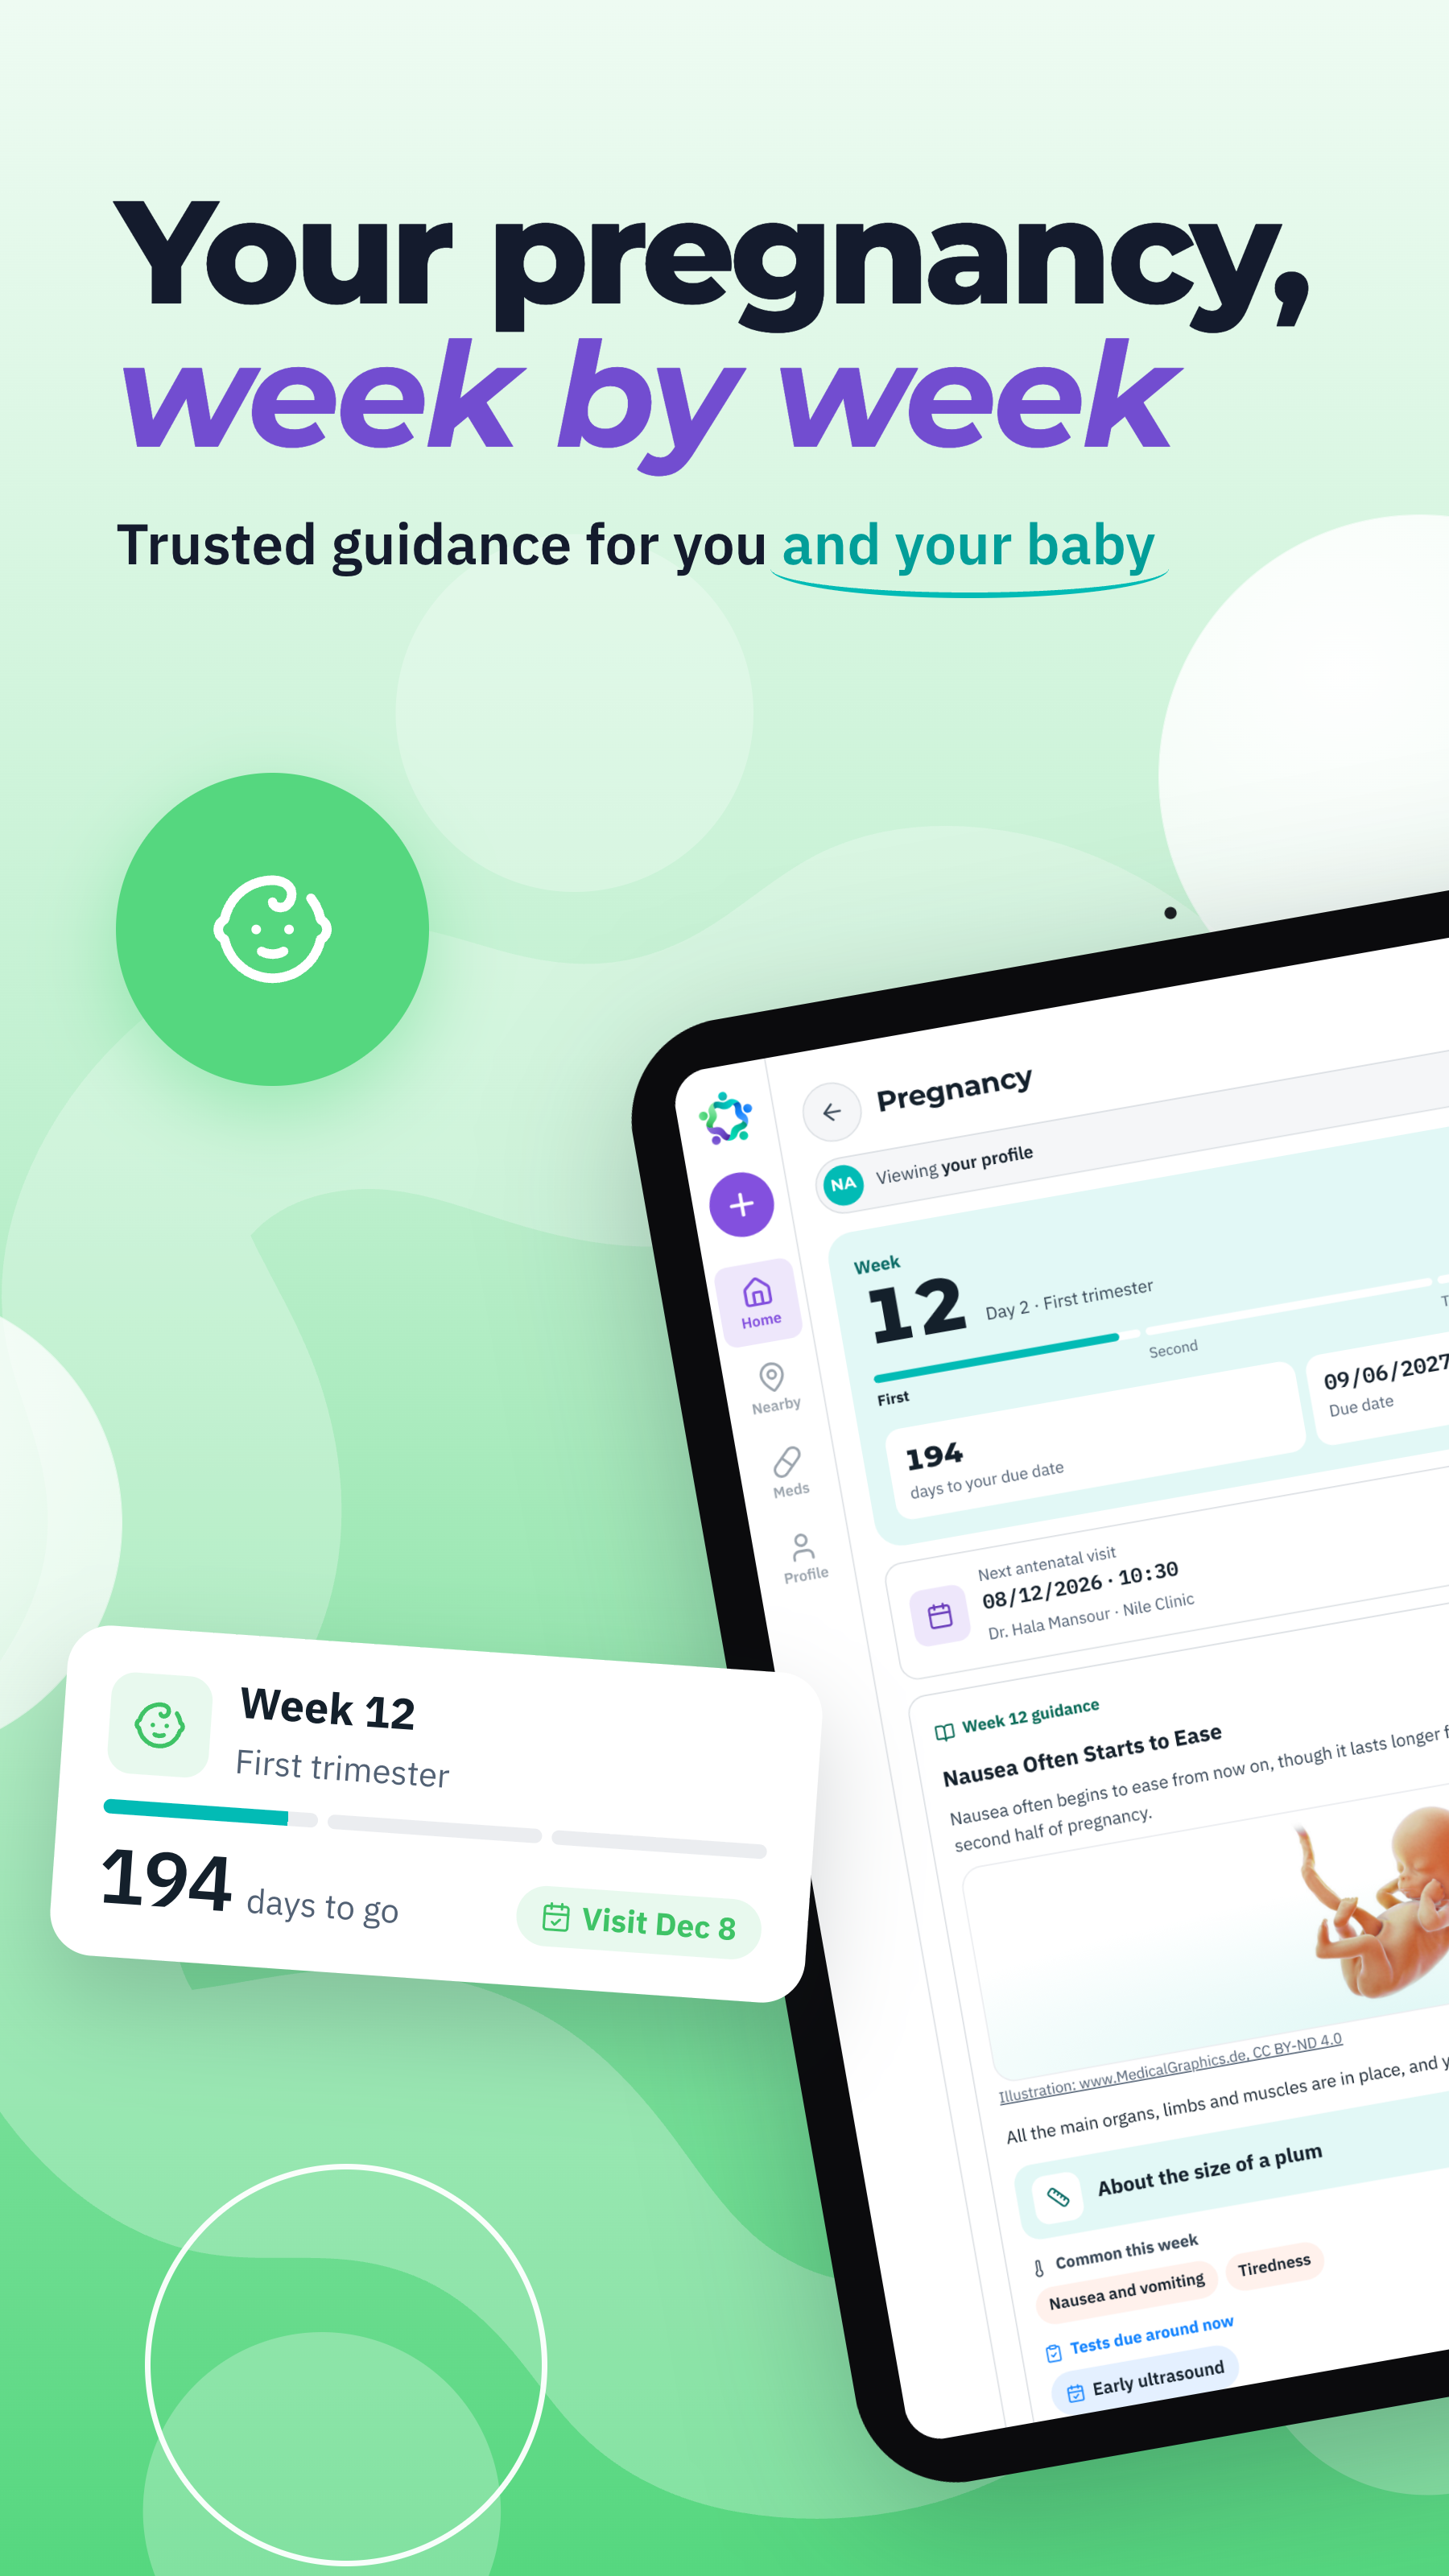 Your pregnancy,
week by week
Trusted guidance for you and your baby
Pregnancy
NA
Viewing your profile
Home
Nearby
Meds
Profile
Week
12
Day 2 · First trimester
First
Second
194
days to your due date
09/06/2027
Due date
Next antenatal visit
08/12/2026 · 10:30
Dr. Hala Mansour · Nile Clinic
Week 12 guidance
Nausea Often Starts to Ease
Nausea often begins to ease from now on, though it lasts longer
second half of pregnancy.
Illustration: www.MedicalGraphics.de, CC BY-ND 4.0
All the main organs, limbs and muscles are in place, and
About the size of a plum
Common this week
Nausea and vomiting
Tiredness
Tests due around now
Early ultrasound
Week 12
First trimester
194 days to go
Visit Dec 8